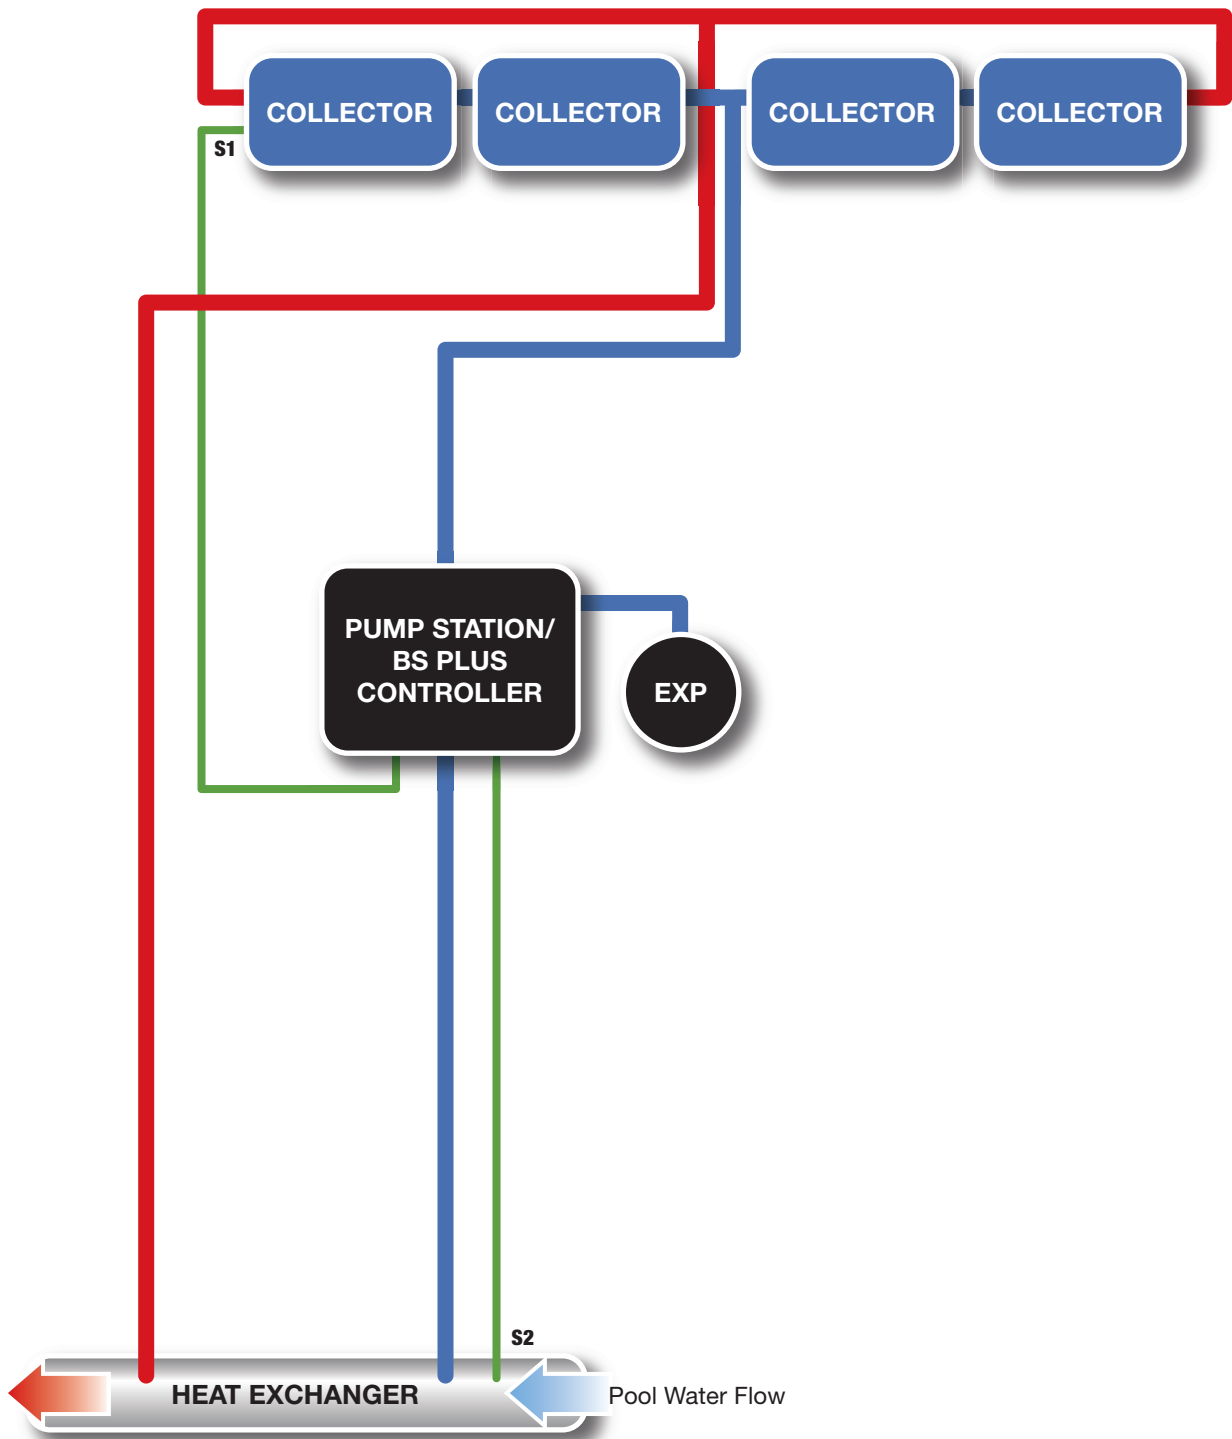 COLLECTOR COLLECTOR COLLECTOR COLLECTOR
S1
PUMP STATION/
BS PLUS
CONTROLLER
EXP
S2
HEAT EXCHANGER
Pool Water Flow